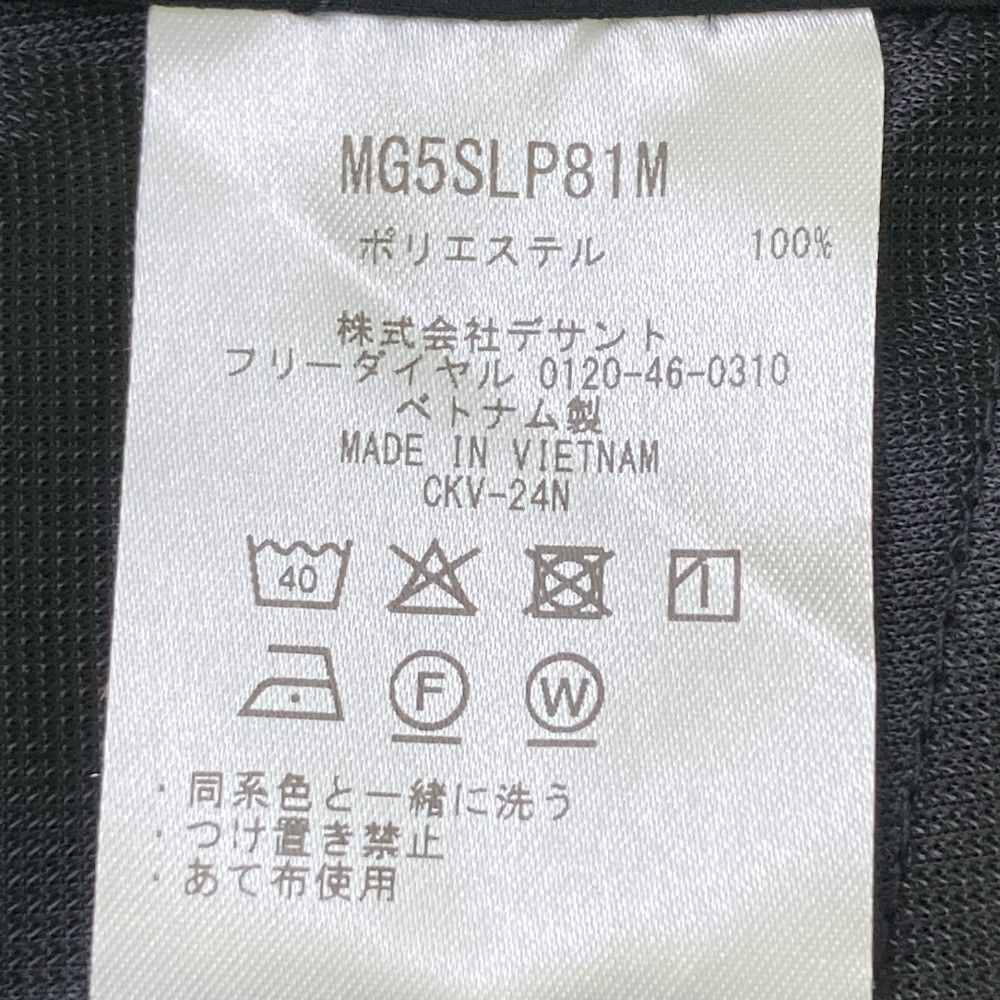 MG5SLP81M
ポリエステル 100%
株式会社デサント
フリーダイヤル 0120-46-0310
ベトナム製
MADE IN VIETNAM
CKV-24N
40
F W
・同系色と一緒に洗う
・つけ置き禁止
・あて布使用